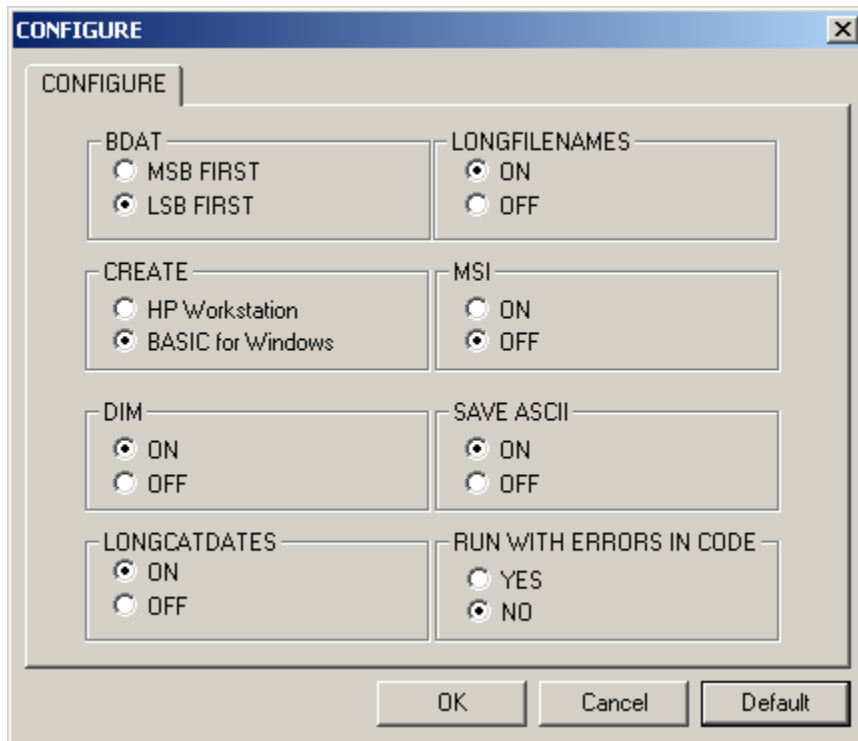 CONFIGURE
CONFIGURE
BDAT
MSB FIRST
LSB FIRST
LONGFILENAMES
ON
OFF
CREATE
HP Workstation
BASIC for Windows
MSI
ON
OFF
DIM
ON
OFF
SAVE ASCII
ON
OFF
LONGCATDATES
ON
OFF
RUN WITH ERRORS IN CODE
YES
NO
OK
Cancel
Default